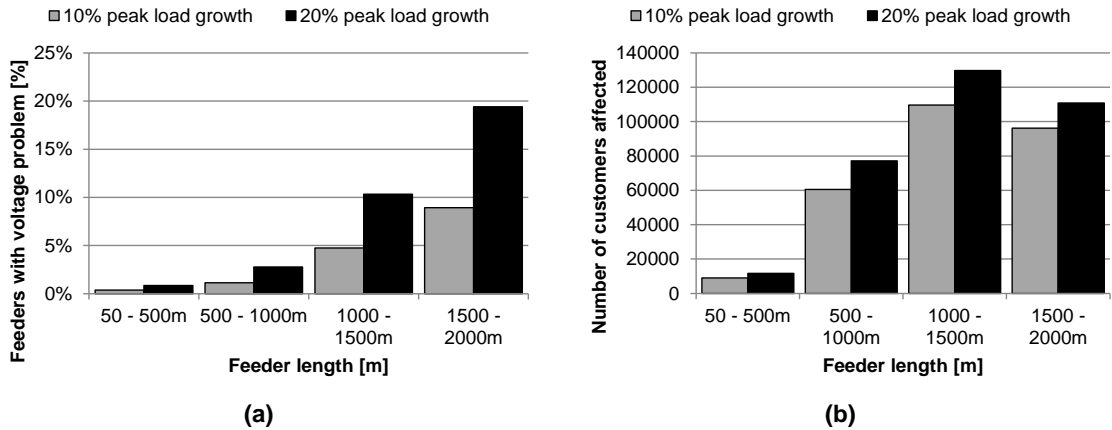 10% peak load growth 20% peak load growth
Feeders with voltage problem [%]
25%
20%
15%
10%
5%
0%
50 - 500m 500 - 1000m 1000 - 1500m 1500 - 2000m
Feeder length [m]
(a)
10% peak load growth 20% peak load growth
Number of customers affected
140000
120000
100000
80000
60000
40000
20000
0
50 - 500m 500 - 1000m 1000 - 1500m 1500 - 2000m
Feeder length [m]
(b)